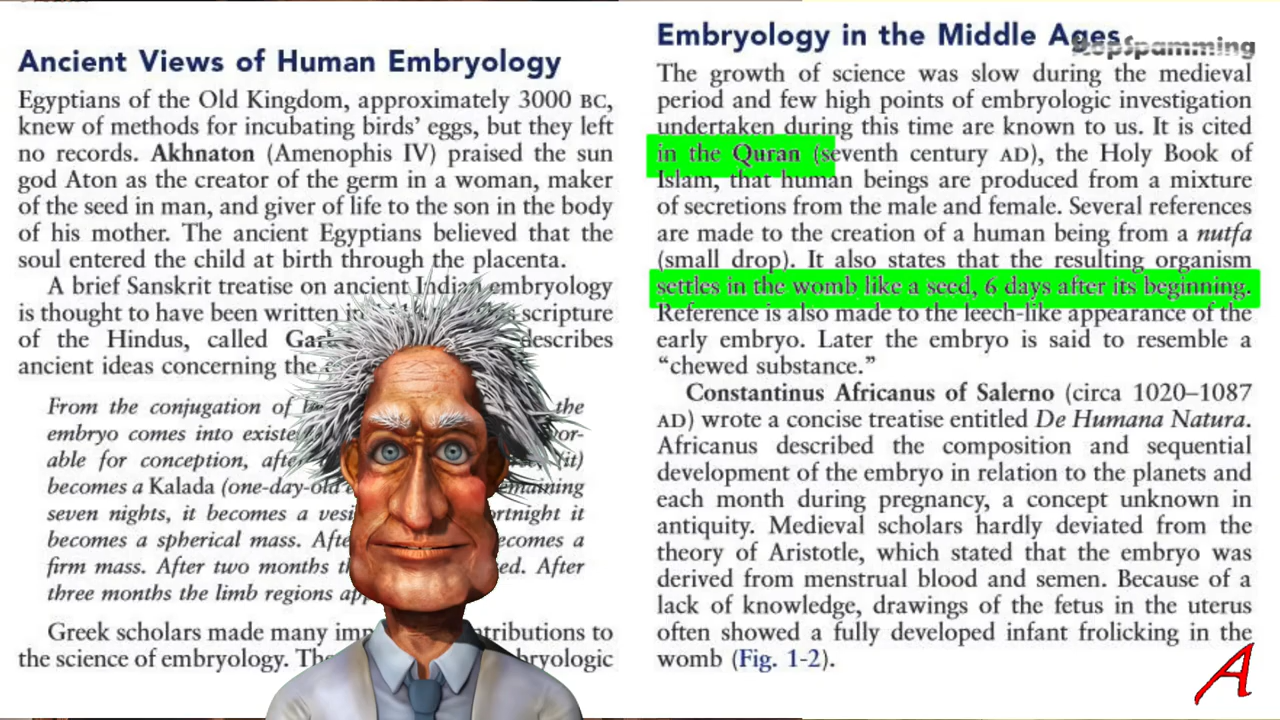 Ancient Views of Human Embryology
Egyptians of the Old Kingdom, approximately 3000 BC,
knew of methods for incubating birds' eggs, but they left
no records. Akhnaton (Amenophis IV) praised the sun
god Aton as the creator of the germ in a woman, maker
of the seed in man, and giver of life to the son in the body
of his mother. The ancient Egyptians believed that the
soul entered the child at birth through the placenta.
A brief Sanskrit treatise on ancient Indian embryology
is thought to have been written scripture
of the Hindus, called describes
ancient ideas concerning the
From the conjugation of the
embryo comes into
able for conception, (it)
becomes a Kalada
seven nights, it becomes a ortnight it
becomes a spherical mass. ecomes a
firm mass. After two months After
three months the limb regions
Greek scholars made many to
the science of embryology.
Embryology in the Middle Ages
StopSpamming
The growth of science was slow during the medieval
period and few high points of embryologic investigation
undertaken during this time are known to us. It is cited
in the Quran (seventh century AD), the Holy Book of
Islam, that human beings are produced from a mixture
of secretions from the male and female. Several references
are made to the creation of a human being from a nutfa
(small drop). It also states that the resulting organism
settles in the womb like a seed, 6 days after its beginning.
Reference is also made to the leech-like appearance of the
early embryo. Later the embryo is said to resemble a
"chewed substance."
Constantinus Africanus of Salerno (circa 1020–1087
AD) wrote a concise treatise entitled De Humana Natura.
Africanus described the composition and sequential
development of the embryo in relation to the planets and
each month during pregnancy, a concept unknown in
antiquity. Medieval scholars hardly deviated from the
theory of Aristotle, which stated that the embryo was
derived from menstrual blood and semen. Because of a
lack of knowledge, drawings of the fetus in the uterus
often showed a fully developed infant frolicking in the
womb (Fig. 1-2).
A